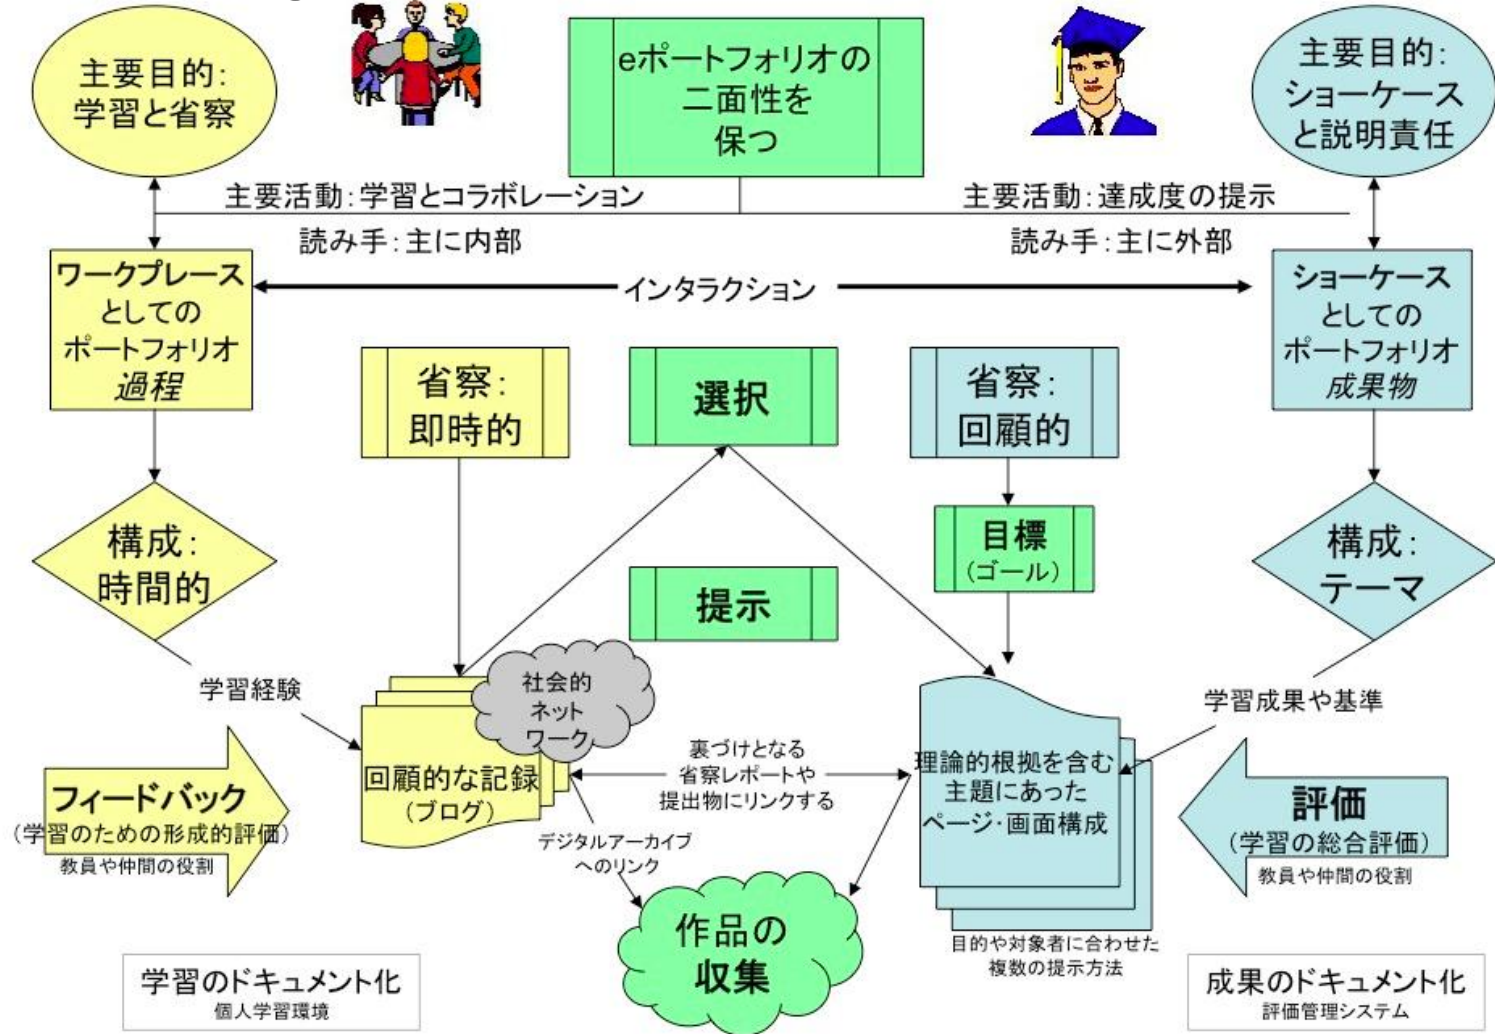 主要目的:
学習と省察
eポートフォリオの
二面性を
保つ
主要目的:
ショーケース
と説明責任
主要活動:学習とコラボレーション
主要活動:達成度の提示
読み手:主に内部
読み手:主に外部
ワークプレース
としての
ポートフォリオ
過程
インタラクション
ショーケース
としての
ポートフォリオ
成果物
省察:
即時的
選択
省察:
回顧的
目標
(ゴール)
構成:
時間的
提示
構成:
テーマ
学習経験
社会的
ネット
ワーク
学習成果や基準
回顧的な記録
(ブログ)
裏づけとなる
省察レポートや
提出物にリンクする
理論的根拠を含む
主題にあった
ページ・画面構成
フィードバック
(学習のための形成的評価)
教員や仲間の役割
評価
(学習の総合評価)
教員や仲間の役割
デジタルアーカイブ
へのリンク
作品の
収集
目的や対象者に合わせた
複数の提示方法
学習のドキュメント化
個人学習環境
成果のドキュメント化
評価管理システム